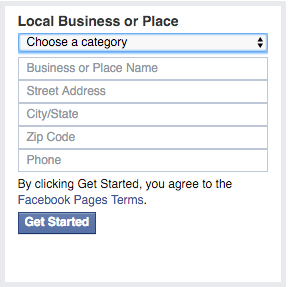 Local Business or Place
Choose a category
Business or Place Name
Street Address
City/State
Zip Code
Phone
By clicking Get Started, you agree to the
Facebook Pages Terms.
Get Started